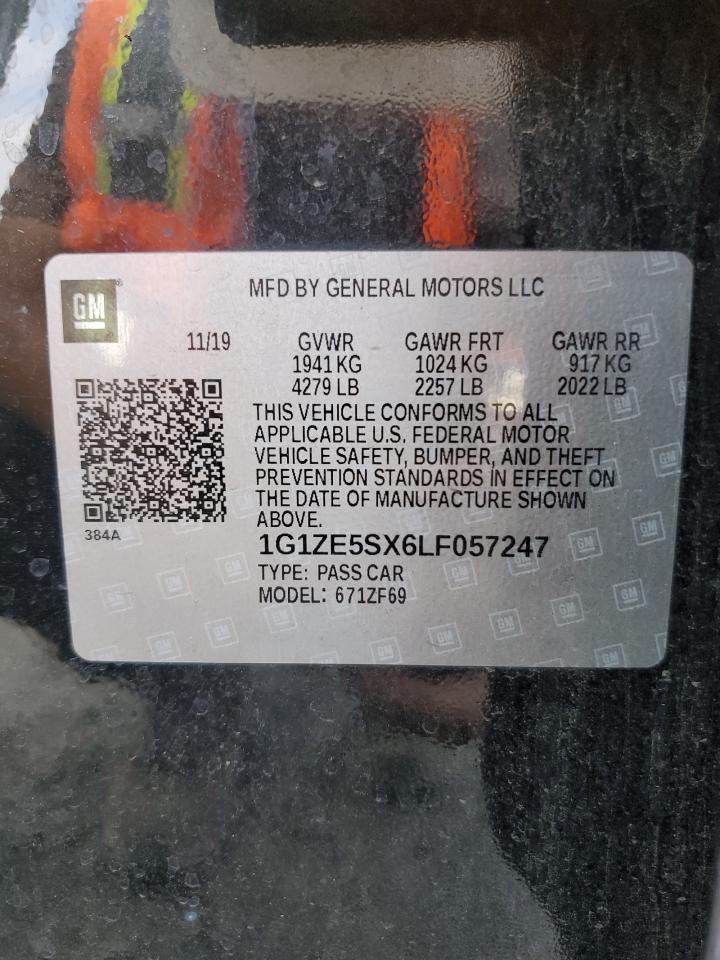 GM
MFD BY GENERAL MOTORS LLC
11/19 GVWR GAWR FRT GAWR RR
1941 KG 1024 KG 917 KG
4279 LB 2257 LB 2022 LB
THIS VEHICLE CONFORMS TO ALL
APPLICABLE U.S. FEDERAL MOTOR
VEHICLE SAFETY, BUMPER, AND THEFT
PREVENTION STANDARDS IN EFFECT ON
THE DATE OF MANUFACTURE SHOWN
ABOVE.
384A
1G1ZE5SX6LF057247
TYPE: PASS CAR
MODEL: 671ZF69